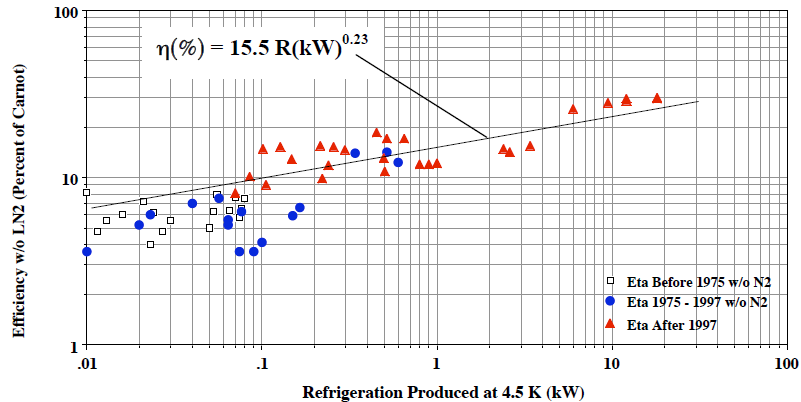 100
η(%) = 15.5 R(kW)^0.23
Efficiency w/o LN2 (Percent of Carnot)
10
Eta Before 1975 w/o N2
Eta 1975 - 1997 w/o N2
Eta After 1997
1
.01 .1 1 10 100
Refrigeration Produced at 4.5 K (kW)